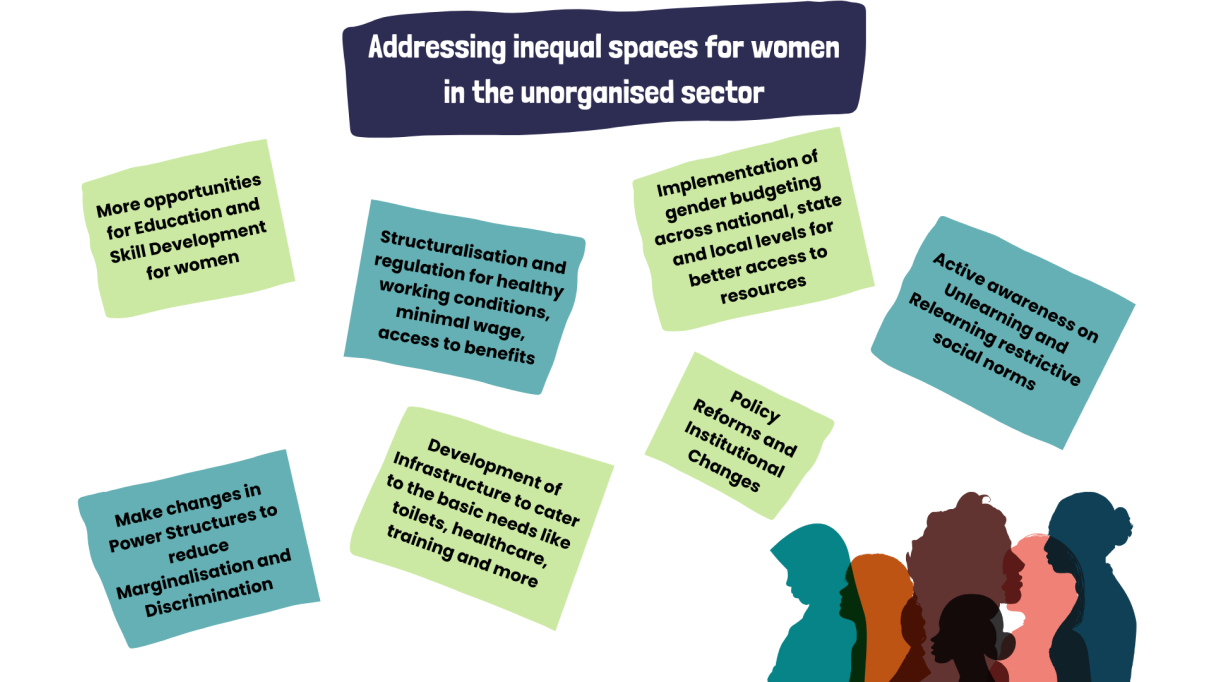 Addressing inequal spaces for women
in the unorganised sector
More opportunities
for Education and
Skill Development
for women
Structuralisation and
regulation for healthy
working conditions,
minimal wage,
access to benefits
Implementation of
gender budgeting
across national, state
and local levels for
better access to
resources
Active awareness on
Unlearning and
Relearning restrictive
social norms
Make changes in
Power Structures to
reduce
Marginalisation and
Discrimination
Development of
Infrastructure to cater
to the basic needs like
toilets, healthcare,
training and more
Policy
Reforms and
Institutional
Changes